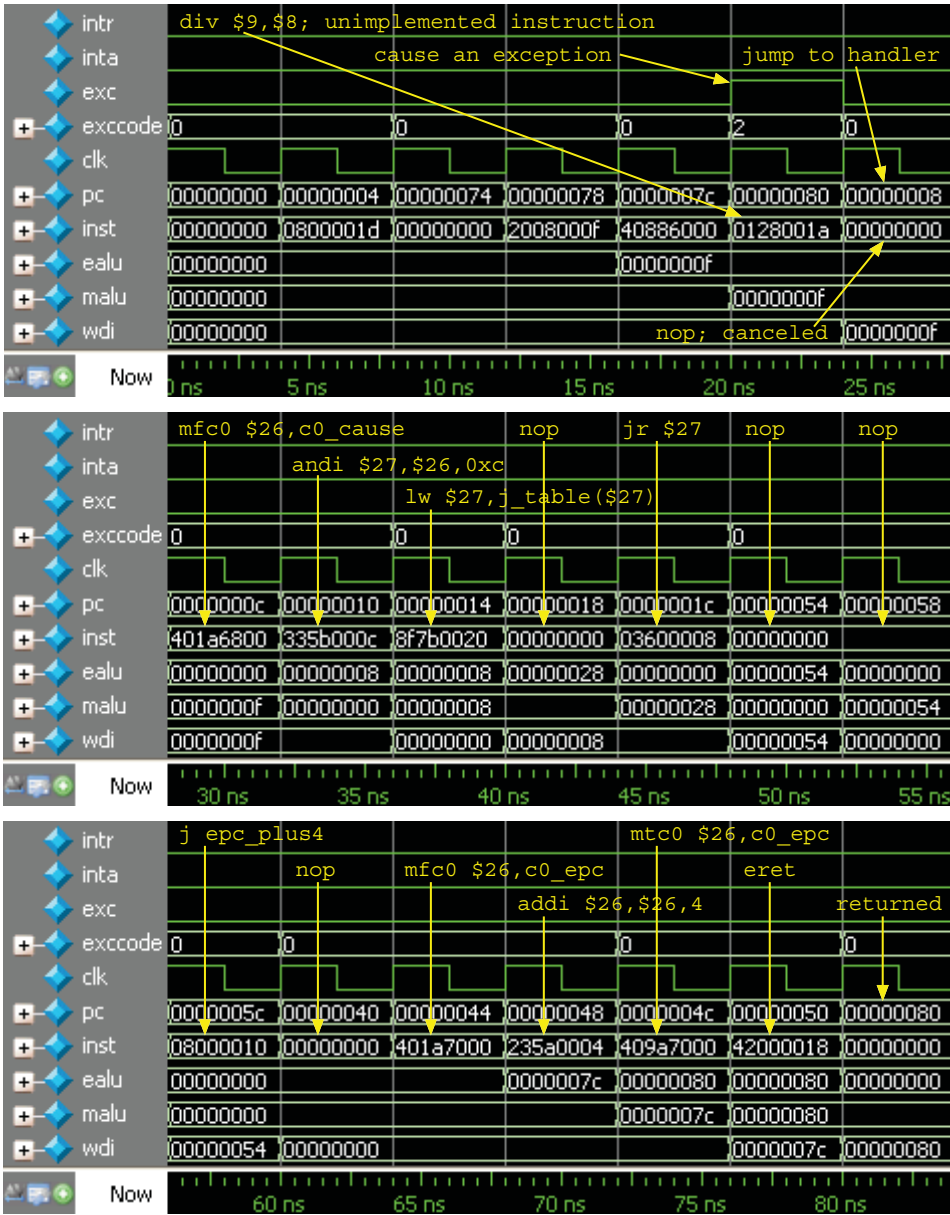 intr div $9,$8; unimplemented instruction
inta cause an exception jump to handler
exc
exccode 0 0 0 2 0
clk
pc 00000000 00000004 00000074 00000078 0000007c 00000080 00000008
inst 00000000 0800001d 00000000 2008000f 40886000 0128001a 00000000
ealu 00000000 0000000f
malu 00000000 0000000f
wdi 00000000 nop; canceled 0000000f
Now 0 ns 5 ns 10 ns 15 ns 20 ns 25 ns
intr mfc0 $26,c0_cause nop jr $27 nop nop
inta andi $27,$26,0xc
exc lw $27,j_table($27)
exccode 0 0 0 0
clk
pc 0000000c 00000010 00000014 00000018 0000001c 00000054 00000058
inst 401a6800 335b000c 8f7b0020 00000000 03600008 00000000
ealu 00000000 00000008 00000008 00000028 00000000 00000054 00000000
malu 0000000f 00000000 00000008 00000028 00000000 00000054
wdi 0000000f 00000000 00000008 00000054 00000000
Now 30 ns 35 ns 40 ns 45 ns 50 ns 55 ns
intr j epc_plus4 mtc0 $26,c0_epc
inta nop mfc0 $26,c0_epc eret
exc addi $26,$26,4 returned
exccode 0 0 0 0
clk
pc 0000005c 00000040 00000044 00000048 0000004c 00000050 00000080
inst 08000010 00000000 401a7000 235a0004 409a7000 42000018 00000000
ealu 00000000 0000007c 00000080 00000080 00000000
malu 00000000 0000007c 00000080
wdi 00000054 00000000 0000007c 00000080
Now 60 ns 65 ns 70 ns 75 ns 80 ns